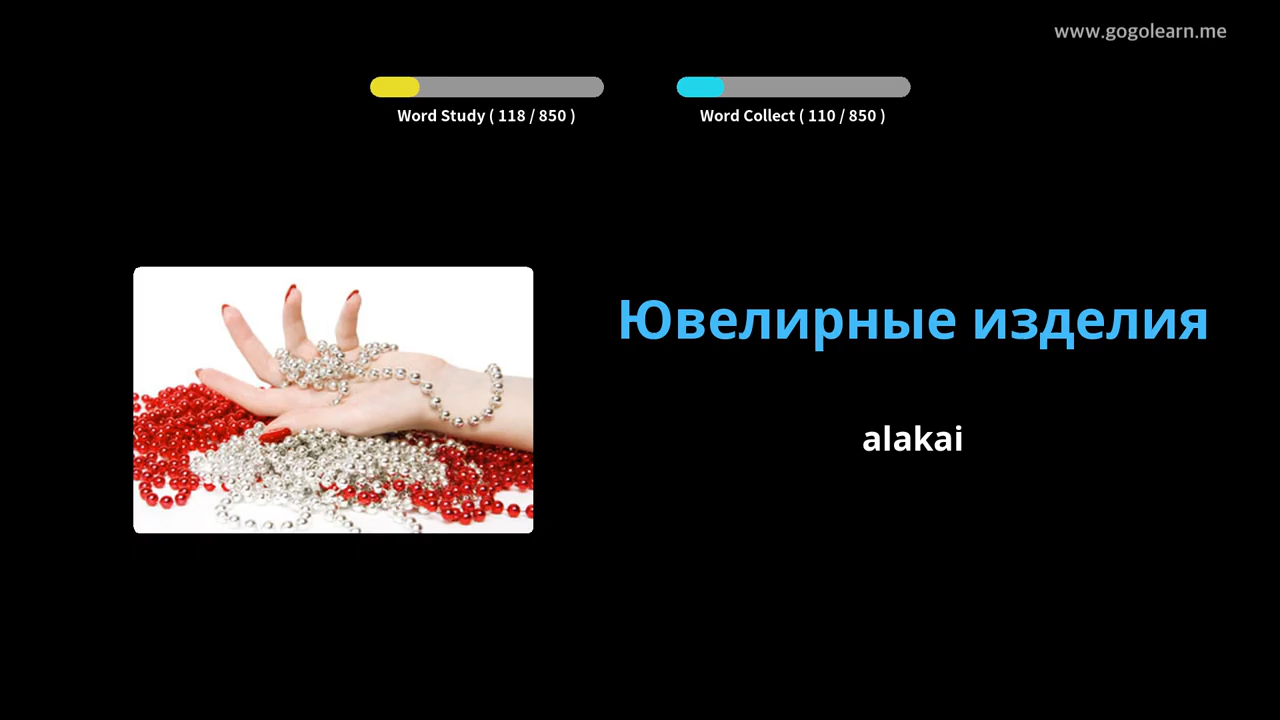 www.gogolearn.me
Word Study ( 118 / 850 )
Word Collect ( 110 / 850 )
Ювелирные изделия
alakai